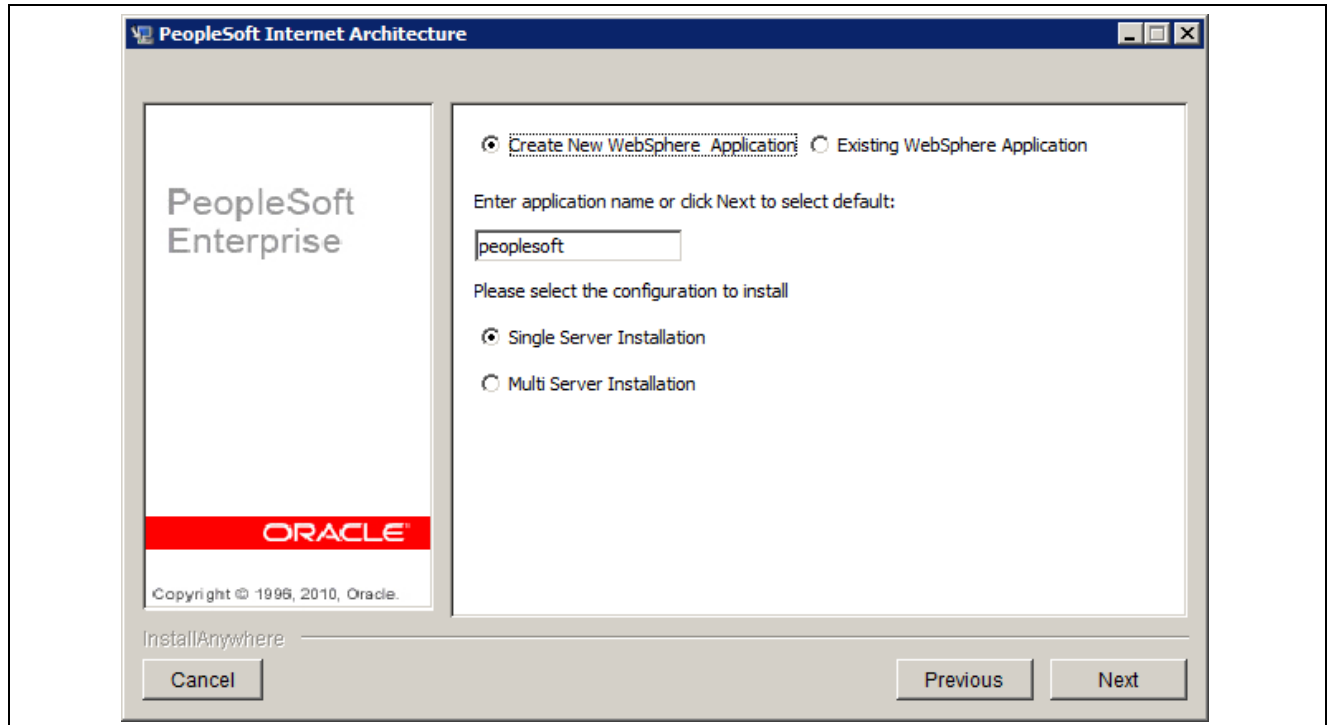 PeopleSoft Internet Architecture
PeopleSoft
Enterprise
ORACLE
Copyright © 1996, 2010, Oracle.
Create New WebSphere Application Existing WebSphere Application
Enter application name or click Next to select default:
peoplesoft
Please select the configuration to install
Single Server Installation
Multi Server Installation
InstallAnywhere
Cancel Previous Next